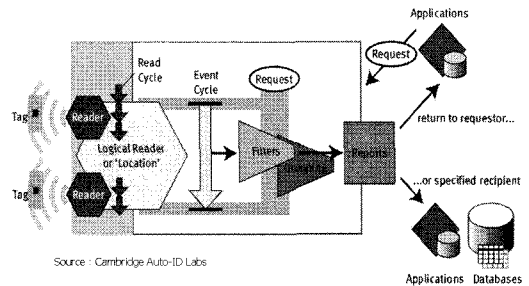 Applications
return to requestor...
Request
Read
Cycle
Event
Cycle
Request
Tag
Reader
Logical Reader
or 'Location'
Filters
Reports
...or specified recipient
Tag
Reader
Source : Cambridge Auto-ID Labs
Applications
Databases